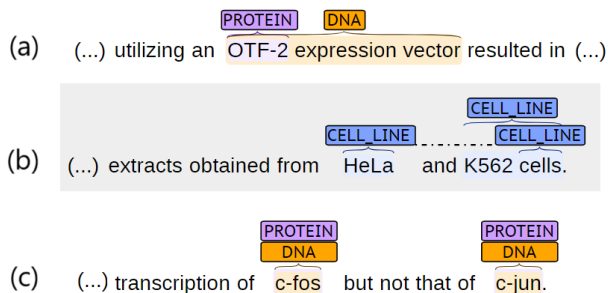 PROTEIN DNA
(a) (...) utilizing an OTF-2 expression vector resulted in (...)
CELL_LINE
CELL_LINE CELL_LINE
(b) (...) extracts obtained from HeLa and K562 cells.
PROTEIN PROTEIN
DNA DNA
(c) (...) transcription of c-fos but not that of c-jun.